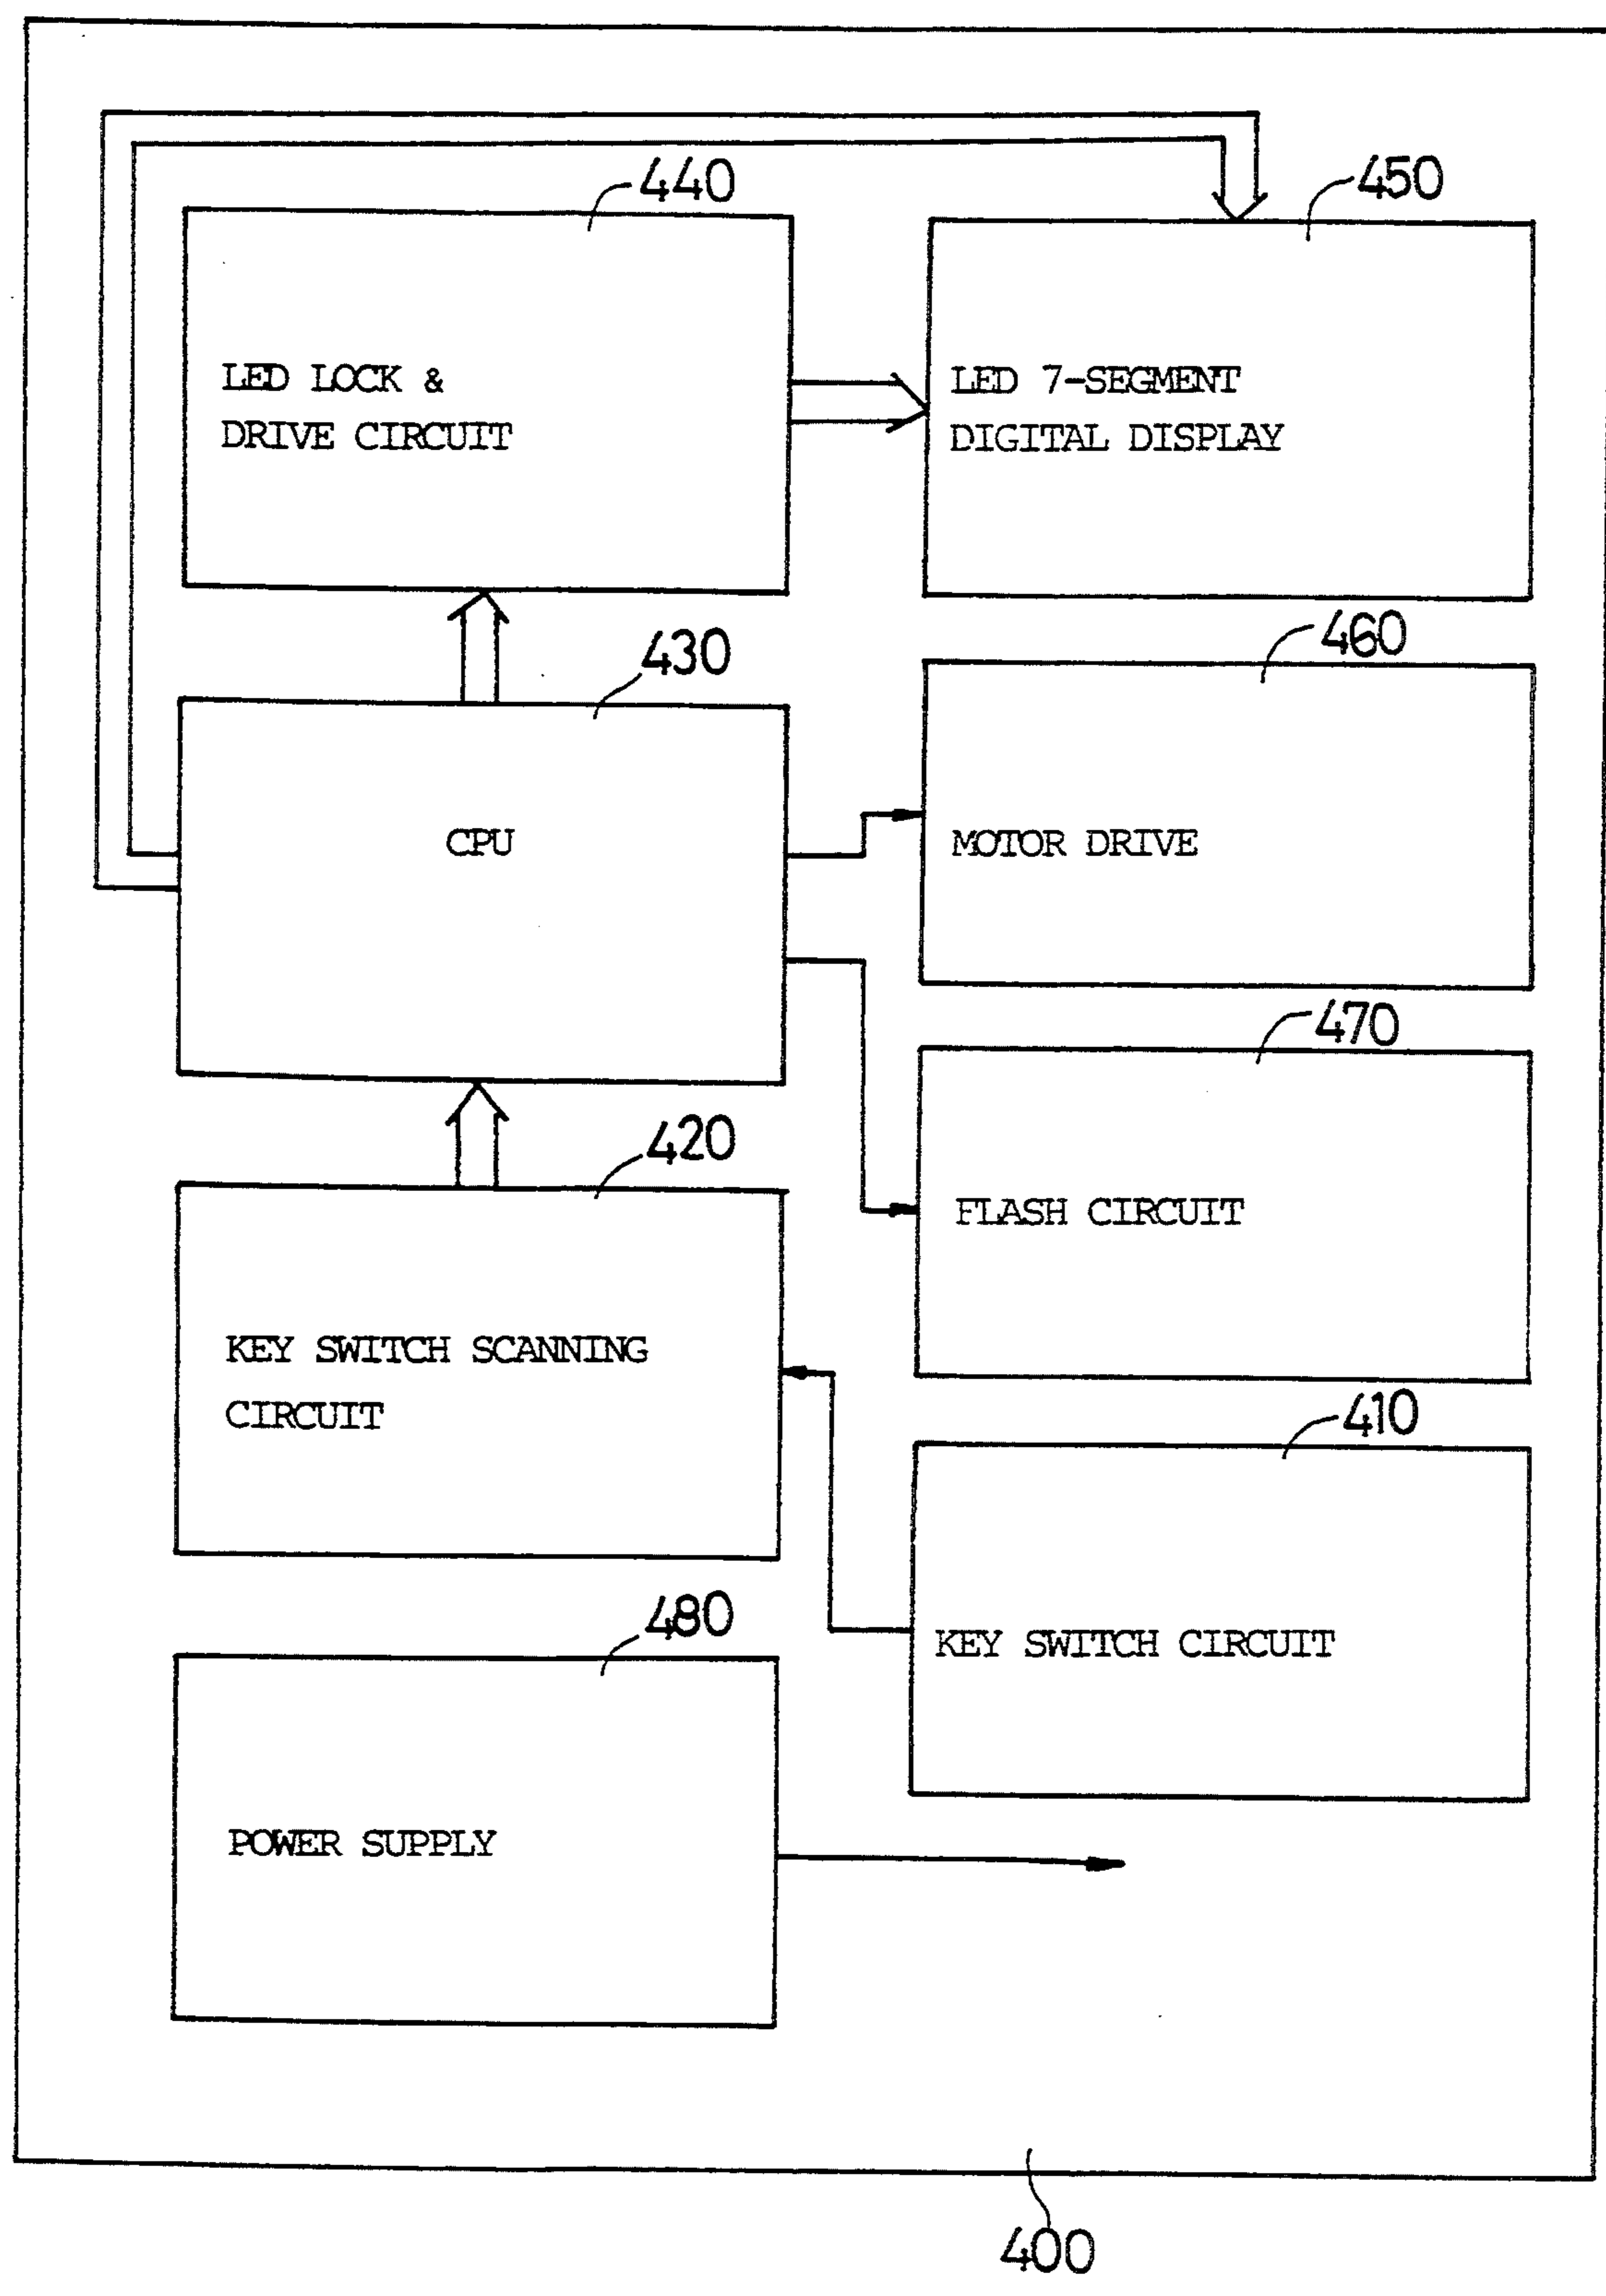 440
450
LED LOCK &
DRIVE CIRCUIT
LED 7-SEGMENT
DIGITAL DISPLAY
430
460
CPU
MOTOR DRIVE
470
420
FLASH CIRCUIT
KEY SWITCH SCANNING
CIRCUIT
410
480
KEY SWITCH CIRCUIT
POWER SUPPLY
400